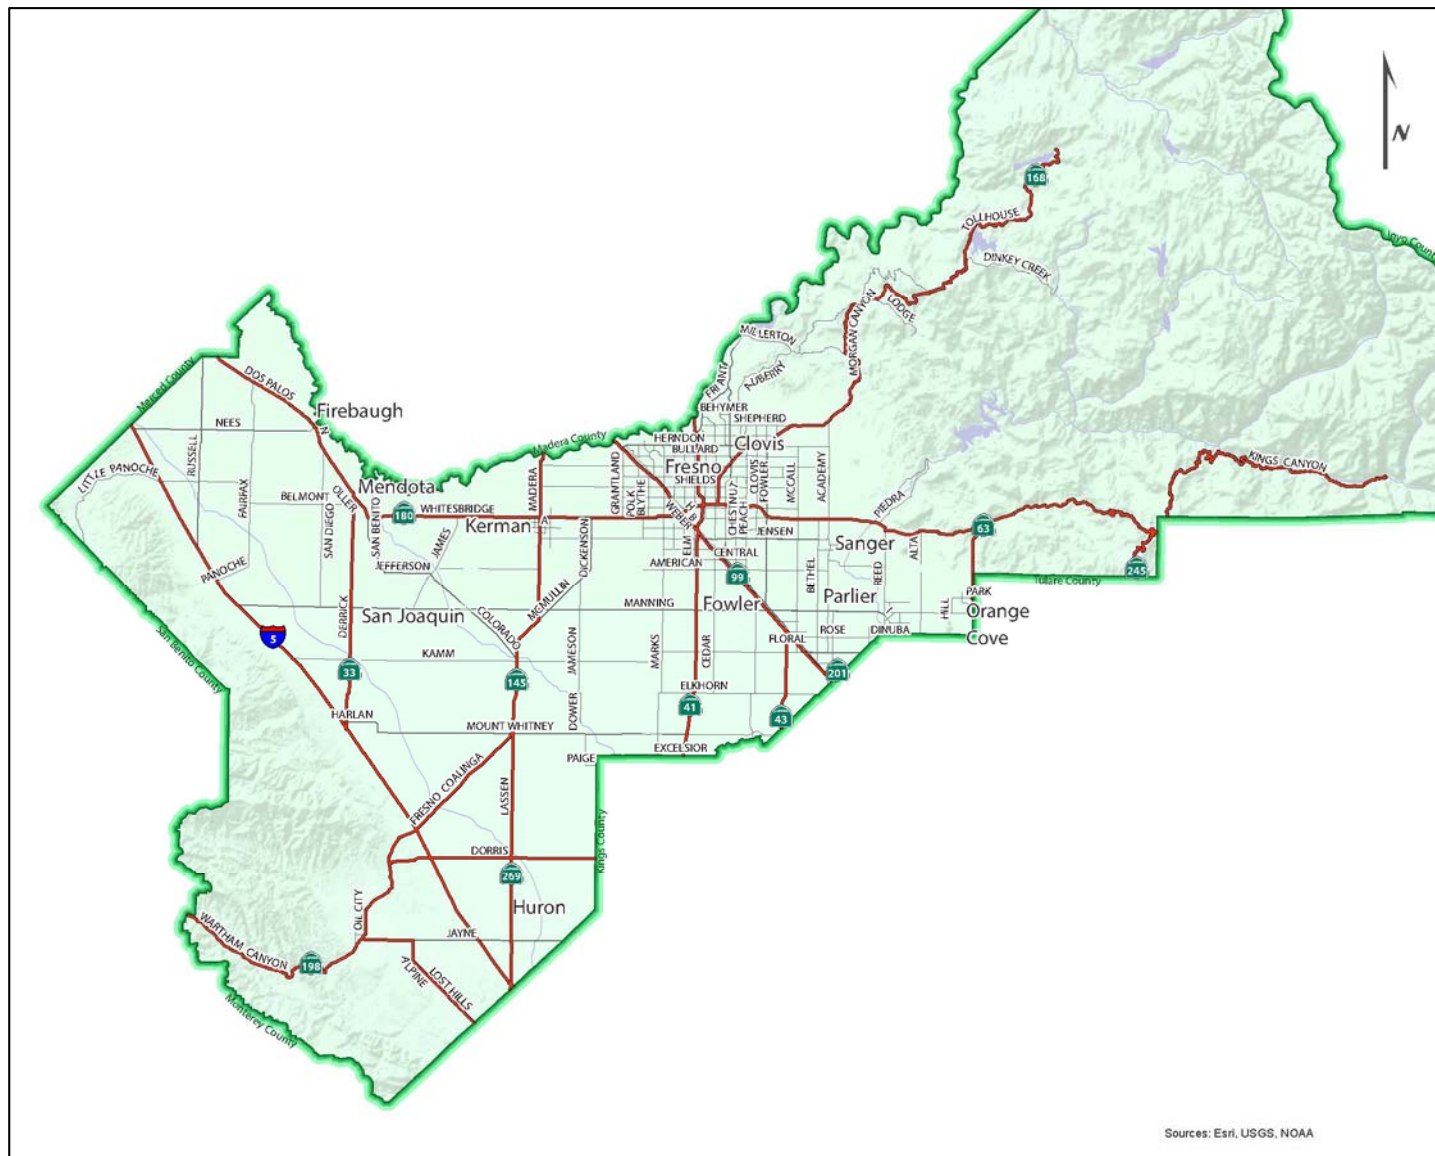 N
168
TOLLHOUSE
Inyo County
DINKEY CREEK
LODGE
MORGAN CANYON
MILLERTON
AUBERRY
FRIANT
Merced County
DOS PALOS
Firebaugh
NEES
N
RUSSELL
LITTLE PANOCHE
FAIRFAX
BELMONT
OLLER
Mendota
SAN DIEGO
SAN BENITO
180
WHITESBRIDGE
Madera County
MADERA
Kerman
A
JAMES
JEFFERSON
DICKENSON
GRANTLAND
POLK
BLYTHE
BEHYMER
SHEPHERD
HERNDON
BULLARD
Clovis
Fresno
SHIELDS
CLOVIS
FOWLER
MCCALL
ACADEMY
CHESTNUT
PEACH
WEBER
ELM
JENSEN
PIEDRA
KINGS CANYON
63
Sanger
ALTA
AMERICAN
CENTRAL
99
BETHEL
REED
245
Tulare County
PARK
HILL
Orange
Cove
Parlier
Fowler
MANNING
MCMULLIN
COLORADO
San Joaquin
DERRICK
PANOCHE
5
San Benito County
KAMM
JAMESON
MARKS
CEDAR
FLORAL
ROSE
DINUBA
201
33
145
ELKHORN
41
43
HARLAN
MOUNT WHITNEY
DOWER
PAIGE
EXCELSIOR
FRESNO COALINGA
LASSEN
Kings County
DORRIS
269
Huron
OIL CITY
JAYNE
WARTHAM CANYON
198
ALPINE
LOST HILLS
Monterey County
Sources: Esri, USGS, NOAA